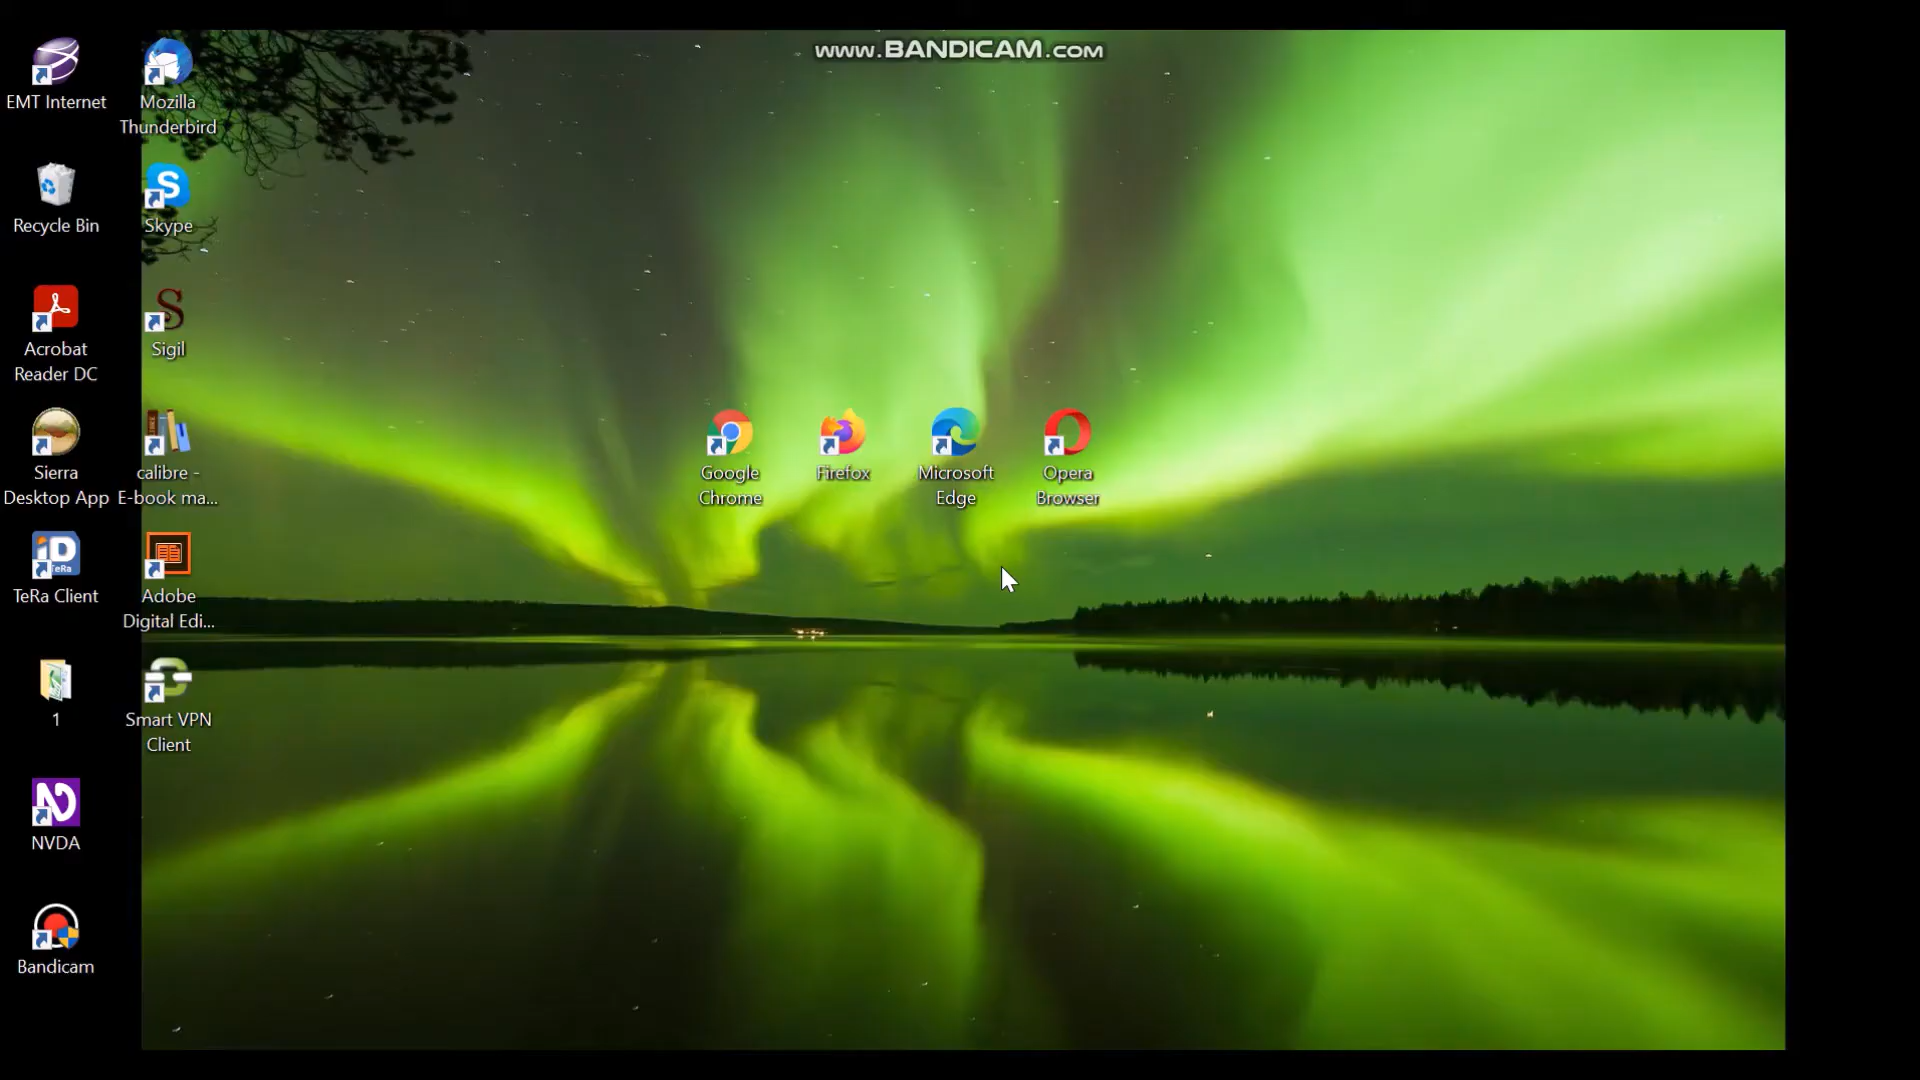 www.BANDICAM.com
EMT Internet
Recycle Bin
Acrobat
Reader DC
Sierra
Desktop App
iD
TeRa
TeRa Client
1
NVDA
Bandicam
Mozilla
Thunderbird
S
Skype
S
Sigil
calibre -
E-book ma...
Adobe
Digital Edi...
Smart VPN
Client
Google
Chrome
Firefox
Microsoft
Edge
Opera
Browser